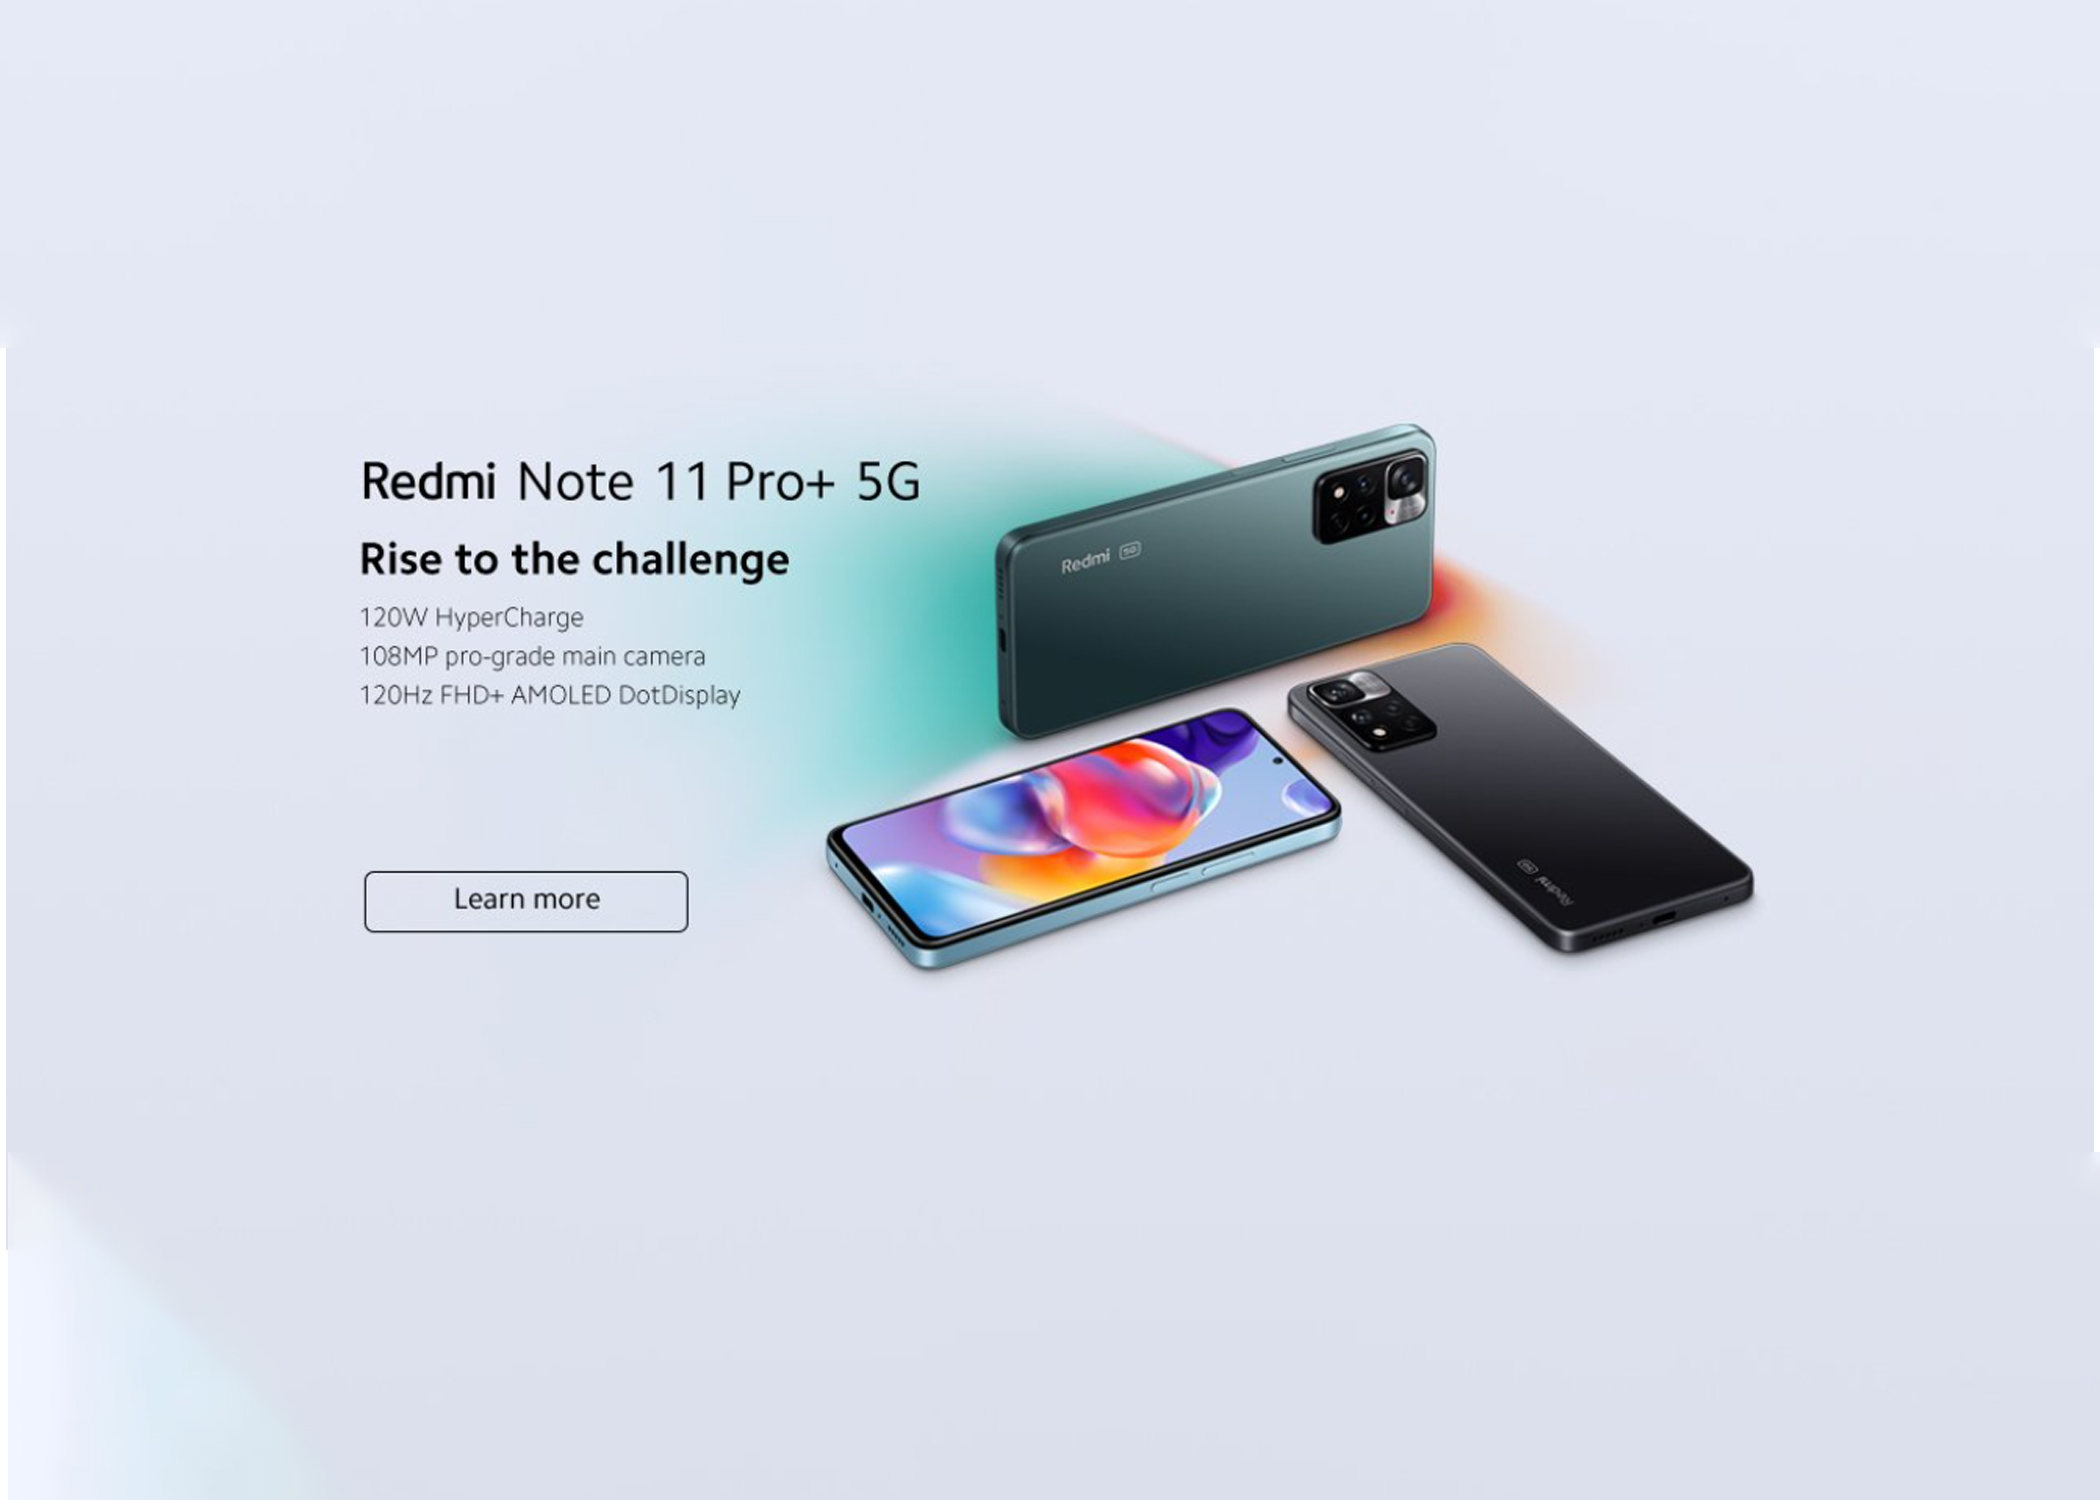 Redmi Note 11 Pro+ 5G
Rise to the challenge
120W HyperCharge
108MP pro-grade main camera
120Hz FHD+ AMOLED DotDisplay
Learn more
Redmi 5G
Redmi 5G